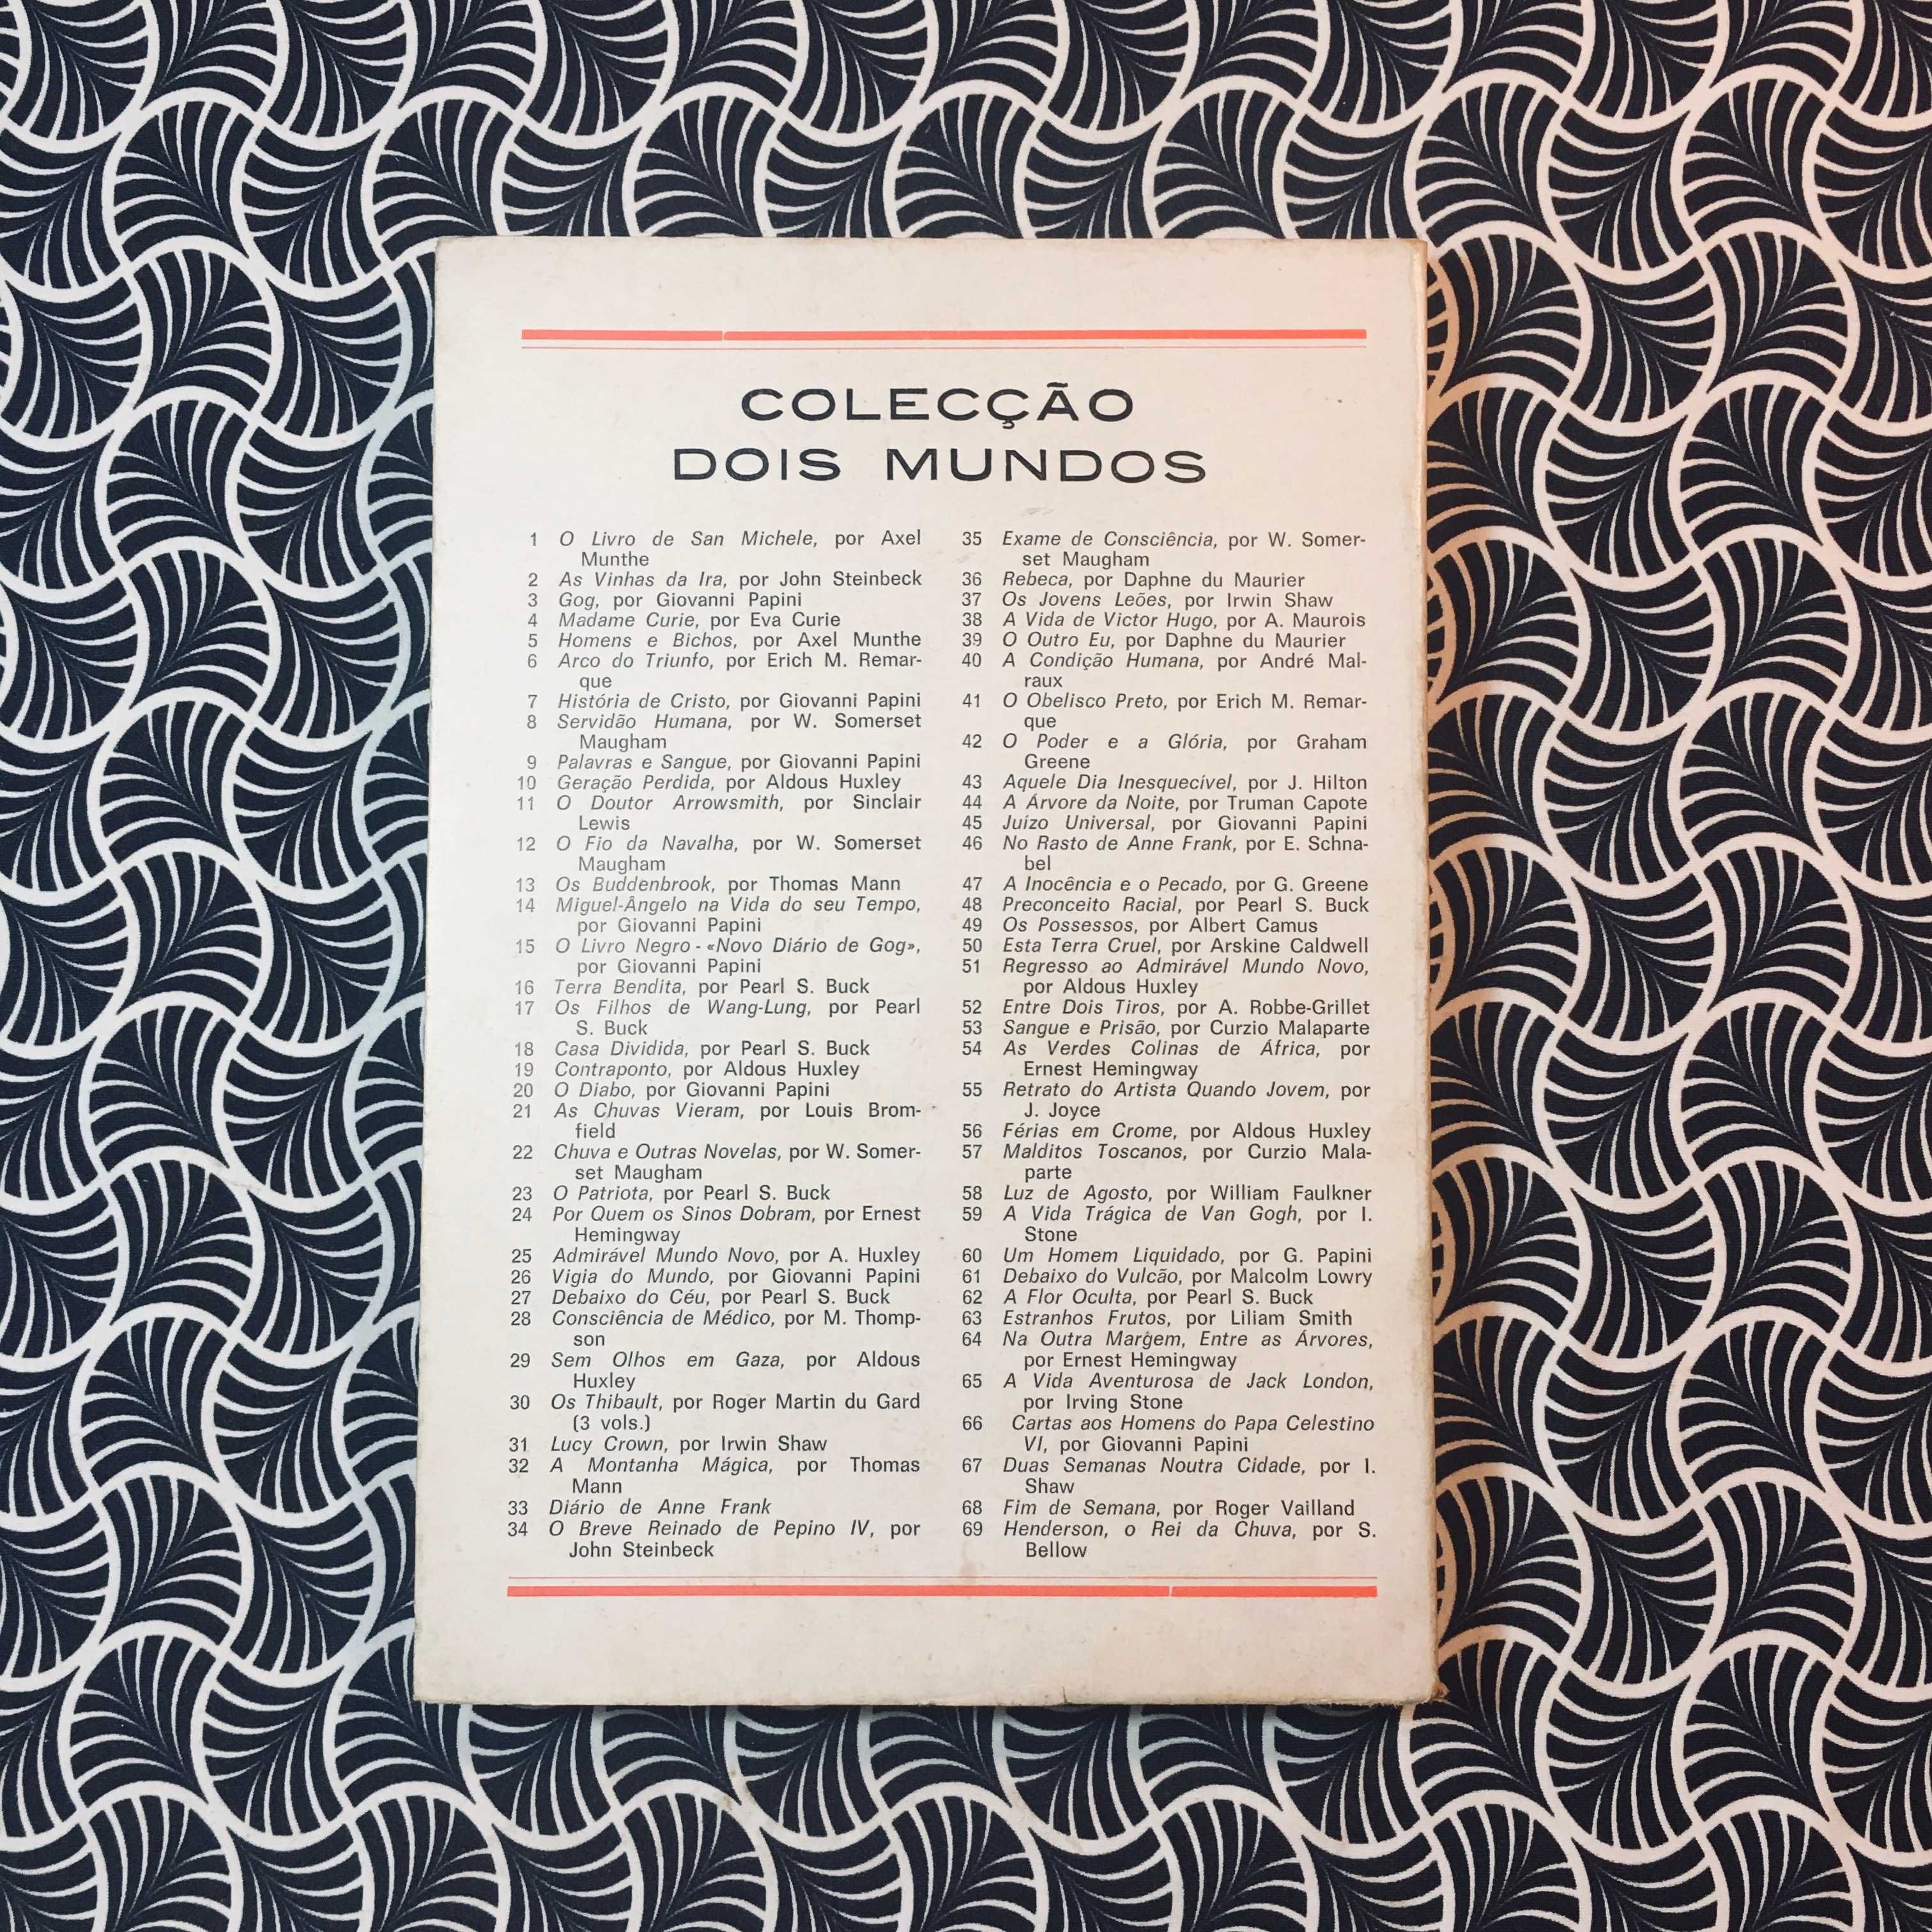 COLECÇÃO
DOIS MUNDOS
1 O Livro de San Michele, por Axel
Munthe
2 As Vinhas da Ira, por John Steinbeck
3 Gog, por Giovanni Papini
4 Madame Curie, por Eva Curie
5 Homens e Bichos, por Axel Munthe
6 Arco do Triunfo, por Erich M. Remar-
que
7 História de Cristo, por Giovanni Papini
8 Servidão Humana, por W. Somerset
Maugham
9 Palavras e Sangue, por Giovanni Papini
10 Geração Perdida, por Aldous Huxley
11 O Doutor Arrowsmith, por Sinclair
Lewis
12 O Fio da Navalha, por W. Somerset
Maugham
13 Os Buddenbrook, por Thomas Mann
14 Miguel-Ângelo na Vida do seu Tempo,
por Giovanni Papini
15 O Livro Negro - «Novo Diário de Gog»,
por Giovanni Papini
16 Terra Bendita, por Pearl S. Buck
17 Os Filhos de Wang-Lung, por Pearl
S. Buck
18 Casa Dividida, por Pearl S. Buck
19 Contraponto, por Aldous Huxley
20 O Diabo, por Giovanni Papini
21 As Chuvas Vieram, por Louis Brom-
field
22 Chuva e Outras Novelas, por W. Somer-
set Maugham
23 O Patriota, por Pearl S. Buck
24 Por Quem os Sinos Dobram, por Ernest
Hemingway
25 Admirável Mundo Novo, por A. Huxley
26 Vigia do Mundo, por Giovanni Papini
27 Debaixo do Céu, por Pearl S. Buck
28 Consciência de Médico, por M. Thomp-
son
29 Sem Olhos em Gaza, por Aldous
Huxley
30 Os Thibault, por Roger Martin du Gard
(3 vols.)
31 Lucy Crown, por Irwin Shaw
32 A Montanha Mágica, por Thomas
Mann
33 Diário de Anne Frank
34 O Breve Reinado de Pepino IV, por
John Steinbeck
35 Exame de Consciência, por W. Somer-
set Maugham
36 Rebeca, por Daphne du Maurier
37 Os Jovens Leões, por Irwin Shaw
38 A Vida de Victor Hugo, por A. Maurois
39 O Outro Eu, por Daphne du Maurier
40 A Condição Humana, por André Mal-
raux
41 O Obelisco Preto, por Erich M. Remar-
que
42 O Poder e a Glória, por Graham
Greene
43 Aquele Dia Inesquecível, por J. Hilton
44 A Árvore da Noite, por Truman Capote
45 Juízo Universal, por Giovanni Papini
46 No Rasto de Anne Frank, por E. Schna-
bel
47 A Inocência e o Pecado, por G. Greene
48 Preconceito Racial, por Pearl S. Buck
49 Os Possessos, por Albert Camus
50 Esta Terra Cruel, por Arskine Caldwell
51 Regresso ao Admirável Mundo Novo,
por Aldous Huxley
52 Entre Dois Tiros, por A. Robbe-Grillet
53 Sangue e Prisão, por Curzio Malaparte
54 As Verdes Colinas de África, por
Ernest Hemingway
55 Retrato do Artista Quando Jovem, por
J. Joyce
56 Férias em Crome, por Aldous Huxley
57 Malditos Toscanos, por Curzio Mala-
parte
58 Luz de Agosto, por William Faulkner
59 A Vida Trágica de Van Gogh, por I.
Stone
60 Um Homem Liquidado, por G. Papini
61 Debaixo do Vulcão, por Malcolm Lowry
62 A Flor Oculta, por Pearl S. Buck
63 Estranhos Frutos, por Liliam Smith
64 Na Outra Margem, Entre as Árvores,
por Ernest Hemingway
65 A Vida Aventurosa de Jack London,
por Irving Stone
66 Cartas aos Homens do Papa Celestino
VI, por Giovanni Papini
67 Duas Semanas Noutra Cidade, por I.
Shaw
68 Fim de Semana, por Roger Vailland
69 Henderson, o Rei da Chuva, por S.
Bellow